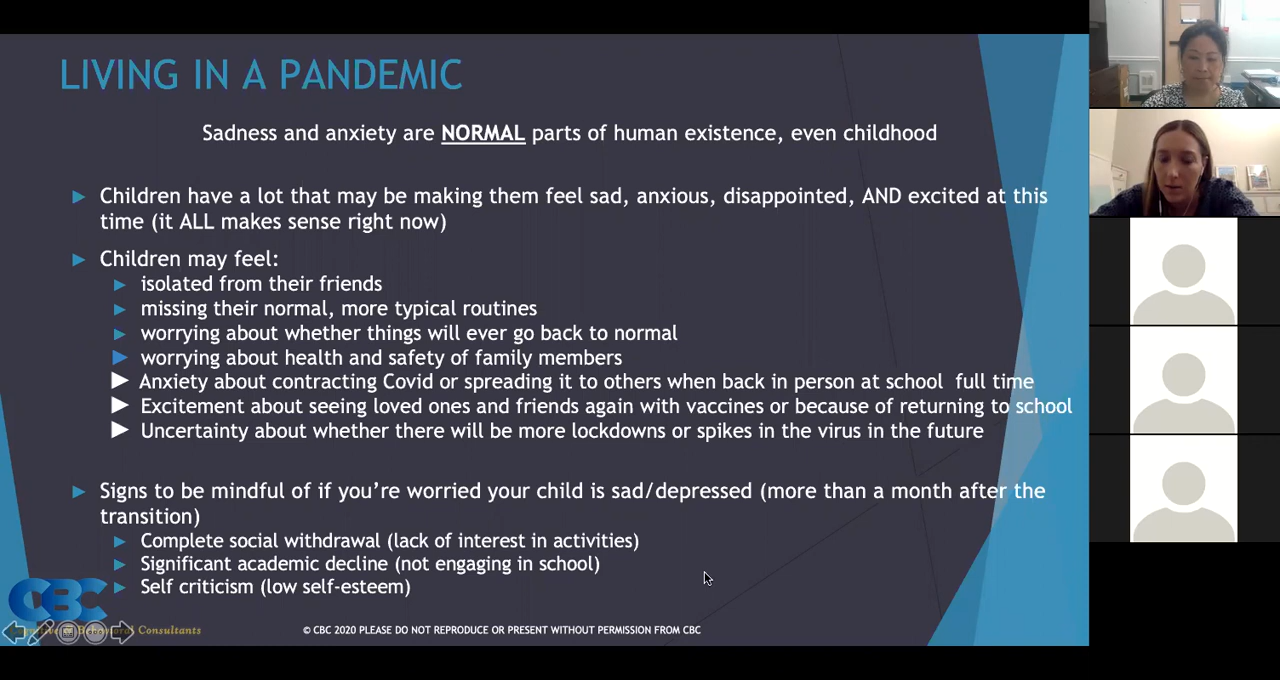 LIVING IN A PANDEMIC
Sadness and anxiety are NORMAL parts of human existence, even childhood
Children have a lot that may be making them feel sad, anxious, disappointed, AND excited at this
time (it ALL makes sense right now)
Children may feel:
isolated from their friends
missing their normal, more typical routines
worrying about whether things will ever go back to normal
worrying about health and safety of family members
Anxiety about contracting Covid or spreading it to others when back in person at school full time
Excitement about seeing loved ones and friends again with vaccines or because of returning to school
Uncertainty about whether there will be more lockdowns or spikes in the virus in the future
Signs to be mindful of if you’re worried your child is sad/depressed (more than a month after the
transition)
Complete social withdrawal (lack of interest in activities)
Significant academic decline (not engaging in school)
Self criticism (low self-esteem)
CBC
Behavioral Consultants
© CBC 2020 PLEASE DO NOT REPRODUCE OR PRESENT WITHOUT PERMISSION FROM CBC